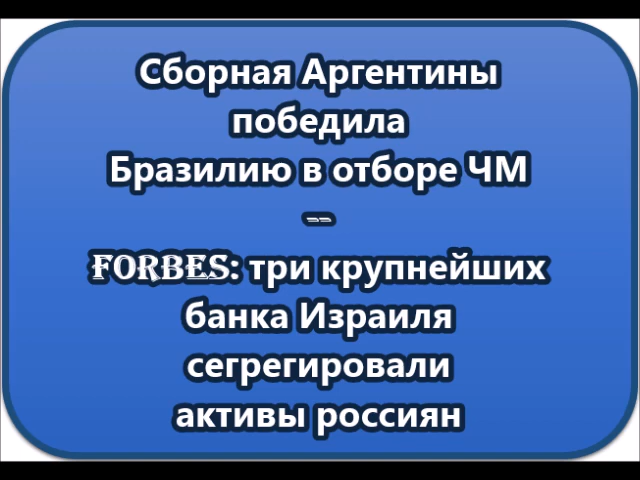 Сборная Аргентины
победила
Бразилию в отборе ЧМ
--
FORBES: три крупнейших
банка Израиля
сегрегировали
активы россиян